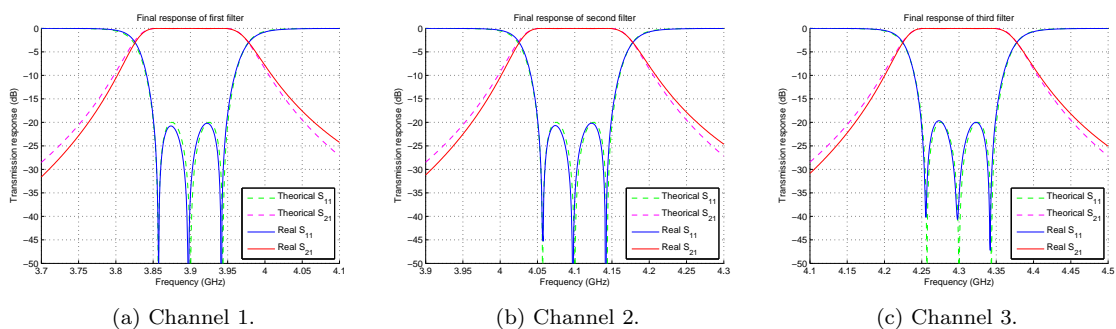 Final response of first filter
Transmission response (dB)
0
−5
−10
−15
−20
−25
−30
−35
−40
−45
−50
Theorical S11
Theorical S21
Real S11
Real S21
3.7 3.75 3.8 3.85 3.9 3.95 4 4.05 4.1
Frequency (GHz)
(a) Channel 1.
Final response of second filter
Transmission response (dB)
0
−5
−10
−15
−20
−25
−30
−35
−40
−45
−50
Theorical S11
Theorical S21
Real S11
Real S21
3.9 3.95 4 4.05 4.1 4.15 4.2 4.25 4.3
Frequency (GHz)
(b) Channel 2.
Final response of third filter
Transmission response (dB)
0
−5
−10
−15
−20
−25
−30
−35
−40
−45
−50
Theorical S11
Theorical S21
Real S11
Real S21
4.1 4.15 4.2 4.25 4.3 4.35 4.4 4.45 4.5
Frequency (GHz)
(c) Channel 3.